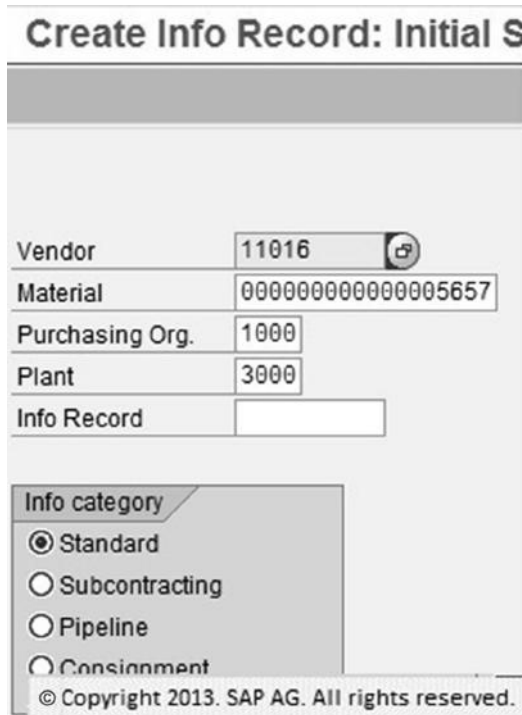 Create Info Record: Initial S
Vendor 11016
Material 000000000000005657
Purchasing Org. 1000
Plant 3000
Info Record
Info category
Standard
Subcontracting
Pipeline
Consignment
© Copyright 2013. SAP AG. All rights reserved.